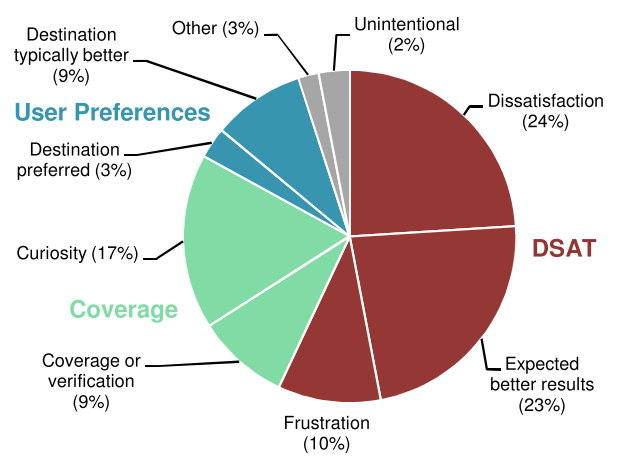 Destination
typically better
(9%)
Other (3%)
Unintentional
(2%)
Dissatisfaction
(24%)
User Preferences
Destination
preferred (3%)
DSAT
Curiosity (17%)
Coverage
Coverage or
verification
(9%)
Expected
better results
(23%)
Frustration
(10%)